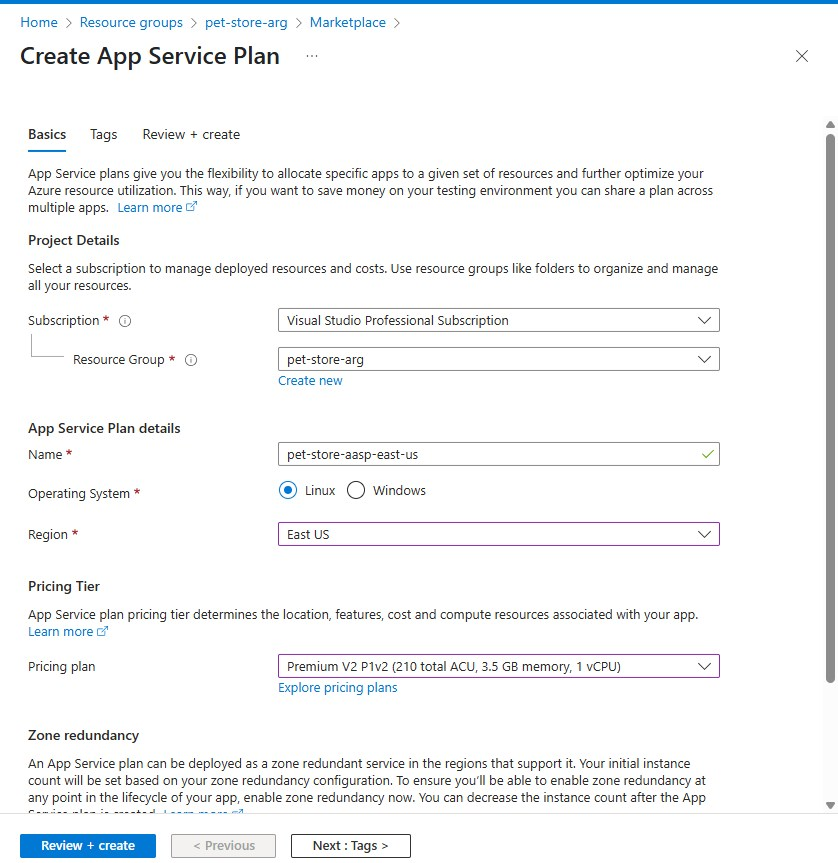 Home > Resource groups > pet-store-arg > Marketplace >
Create App Service Plan ...
Basics Tags Review + create
App Service plans give you the flexibility to allocate specific apps to a given set of resources and further optimize your
Azure resource utilization. This way, if you want to save money on your testing environment you can share a plan across
multiple apps. Learn more
Project Details
Select a subscription to manage deployed resources and costs. Use resource groups like folders to organize and manage
all your resources.
Subscription * Visual Studio Professional Subscription
Resource Group * pet-store-arg
Create new
App Service Plan details
Name * pet-store-aasp-east-us
Operating System * Linux Windows
Region * East US
Pricing Tier
App Service plan pricing tier determines the location, features, cost and compute resources associated with your app.
Learn more
Pricing plan Premium V2 P1v2 (210 total ACU, 3.5 GB memory, 1 vCPU)
Explore pricing plans
Zone redundancy
An App Service plan can be deployed as a zone redundant service in the regions that support it. Your initial instance
count will be set based on your zone redundancy configuration. To ensure you'll be able to enable zone redundancy at
any point in the lifecycle of your app, enable zone redundancy now. You can decrease the instance count after the App
Service plan is created. Learn more
Review + create < Previous Next : Tags >